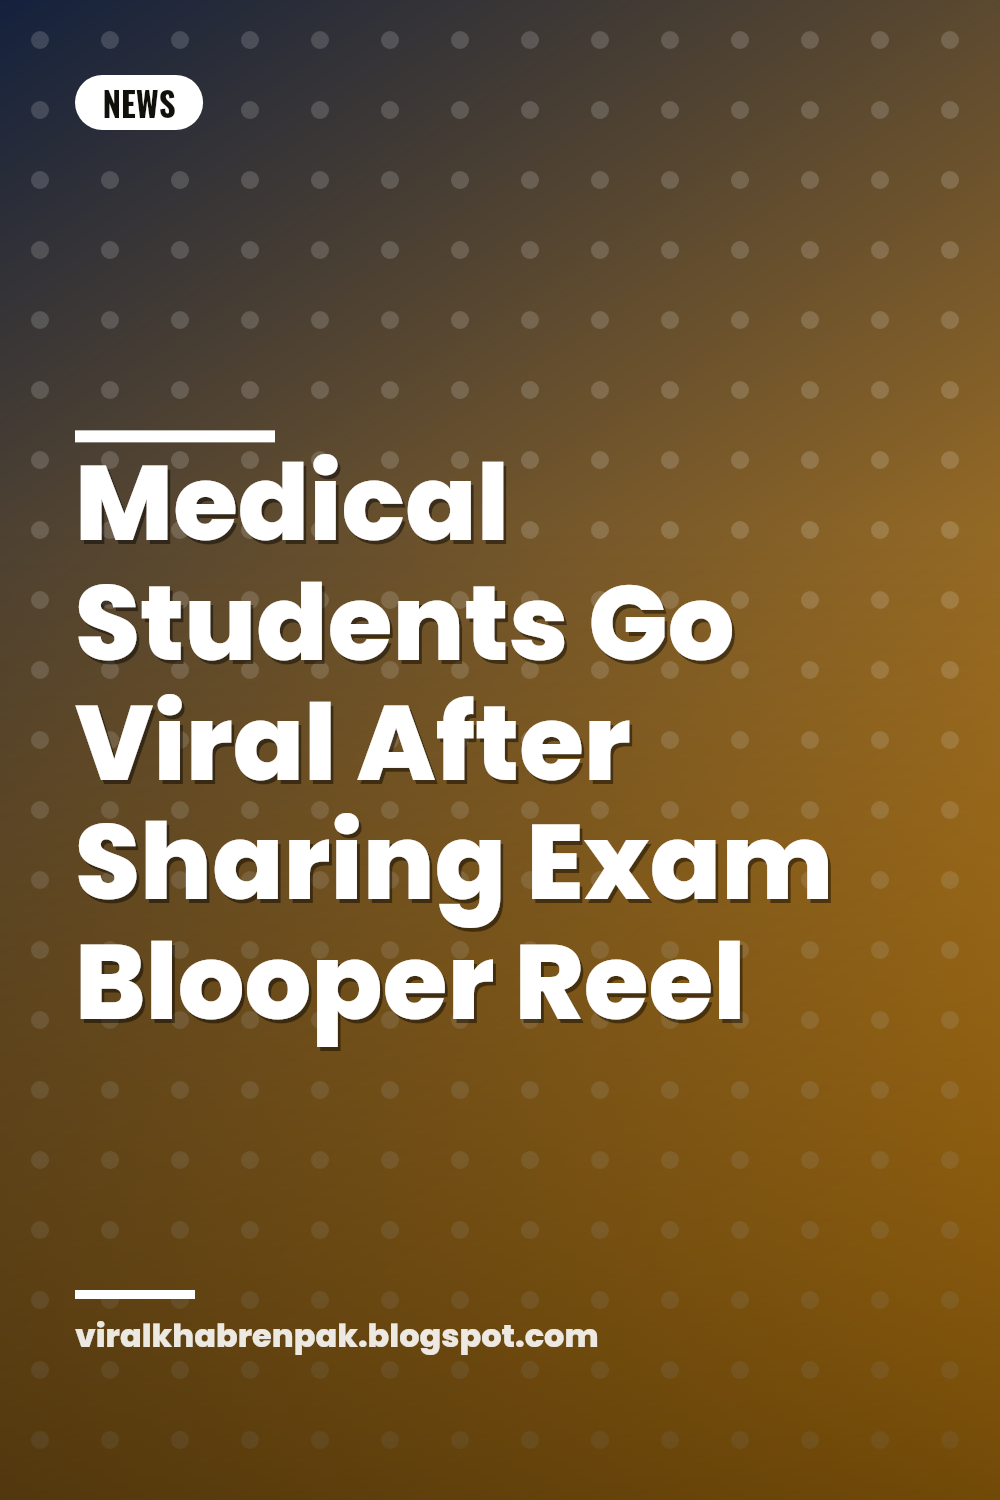 NEWS
Medical
Students Go
Viral After
Sharing Exam
Blooper Reel
viralkhabrenpak.blogspot.com